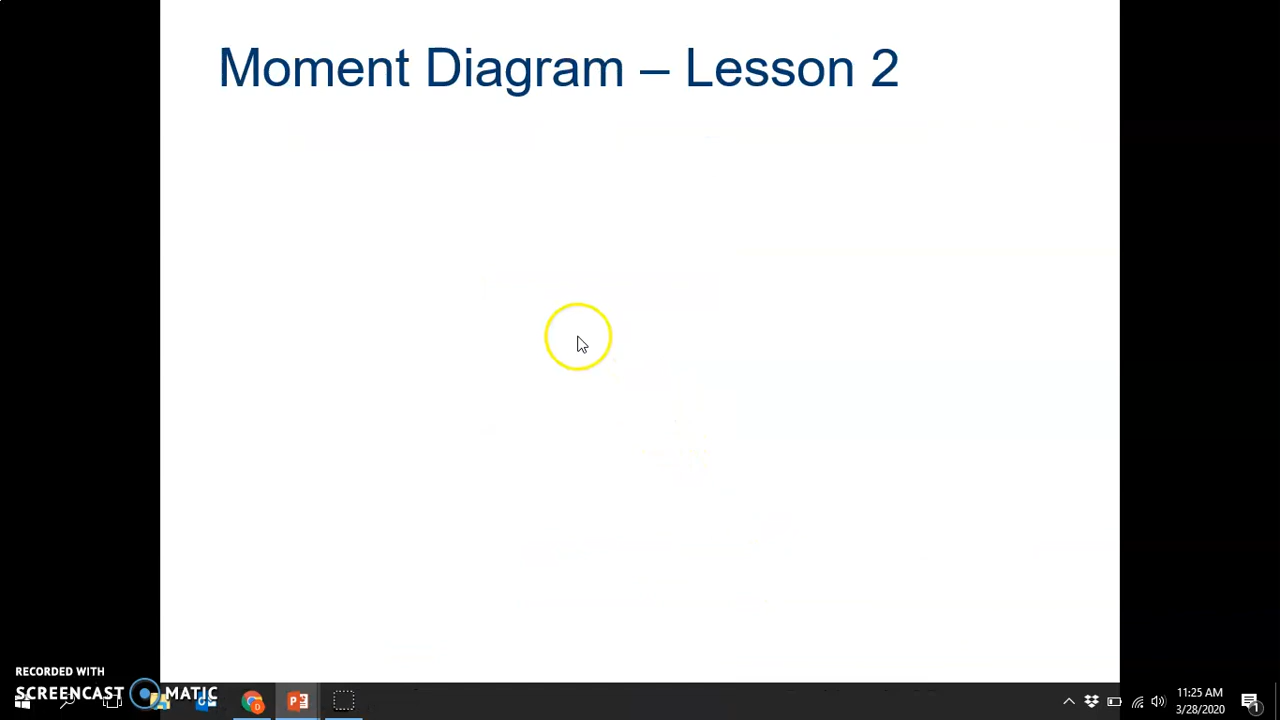 Moment Diagram – Lesson 2
RECORDED WITH
SCREENCAST MATIC
11:25 AM
3/28/2020